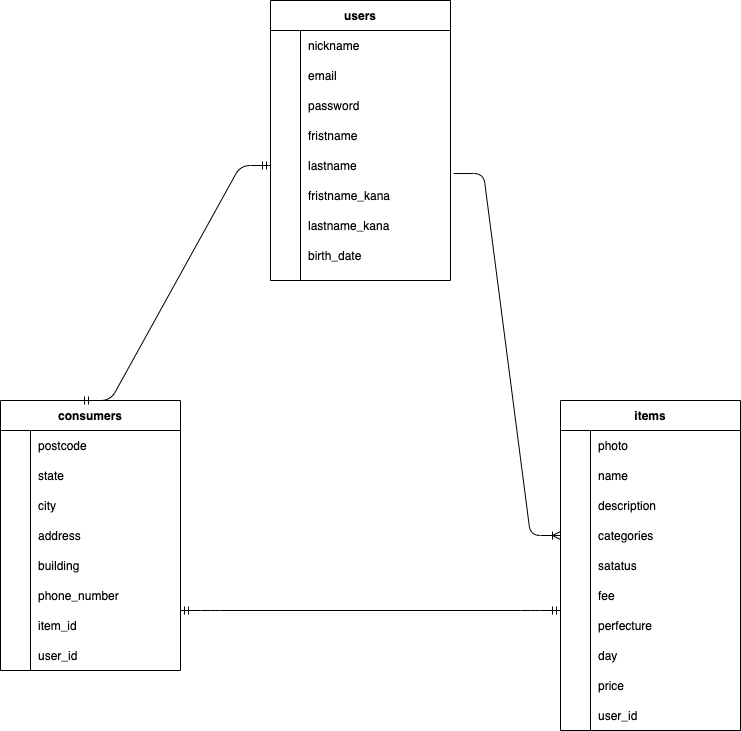 users
nickname
email
password
fristname
lastname
fristname_kana
lastname_kana
birth_date
consumers
postcode
state
city
address
building
phone_number
item_id
user_id
items
photo
name
description
categories
satatus
fee
perfecture
day
price
user_id